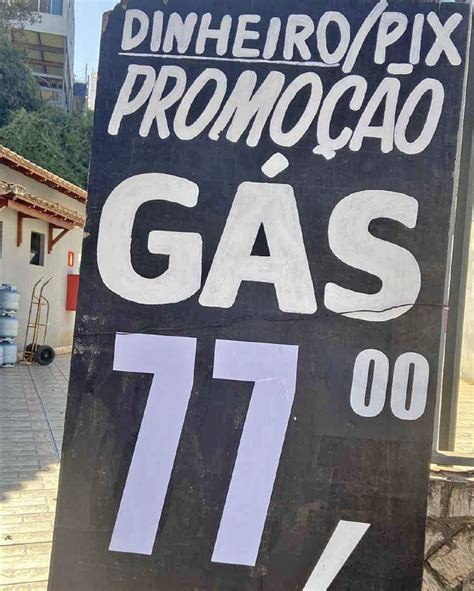 DINHEIRO/PIX
PROMOÇÃO
GÁS
77 00
/